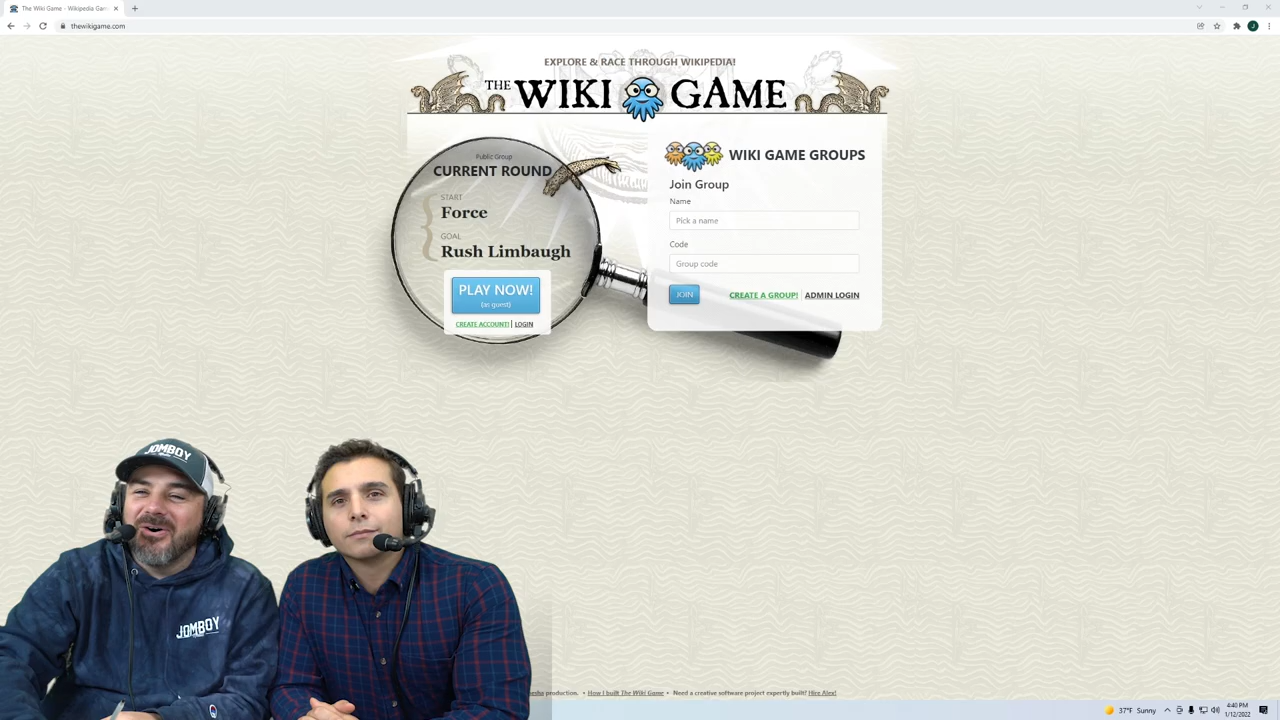 The Wiki Game - Wikipedia Gam
thewikigame.com
EXPLORE & RACE THROUGH WIKIPEDIA!
THE WIKI GAME
Public Group
CURRENT ROUND
START
Force
GOAL
Rush Limbaugh
PLAY NOW!
(as guest)
CREATE ACCOUNT! | LOGIN
WIKI GAME GROUPS
Join Group
Name
Pick a name
Code
Group code
JOIN
CREATE A GROUP! | ADMIN LOGIN
JOMBOY
JOMBOY
production. • How I built The Wiki Game • Need a creative software project expertly built? Hire Alex!
37°F Sunny
4:40 PM
1/12/2022
J